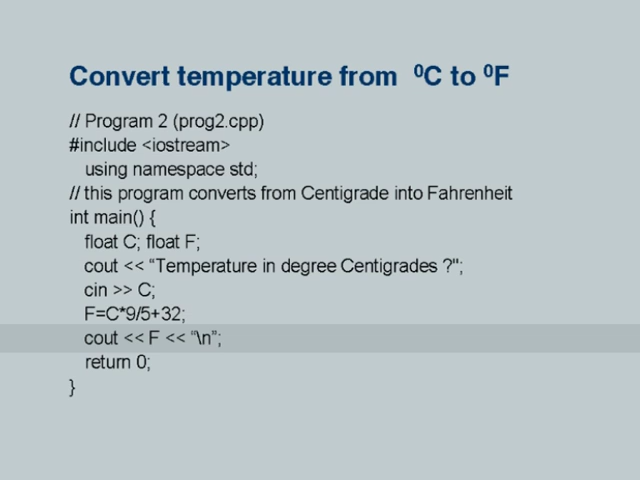 Convert temperature from ⁰C to ⁰F
// Program 2 (prog2.cpp)
#include <iostream>
using namespace std;
// this program converts from Centigrade into Fahrenheit
int main() {
float C; float F;
cout << “Temperature in degree Centigrades ?";
cin >> C;
F=C*9/5+32;
cout << F << “\n”;
return 0;
}